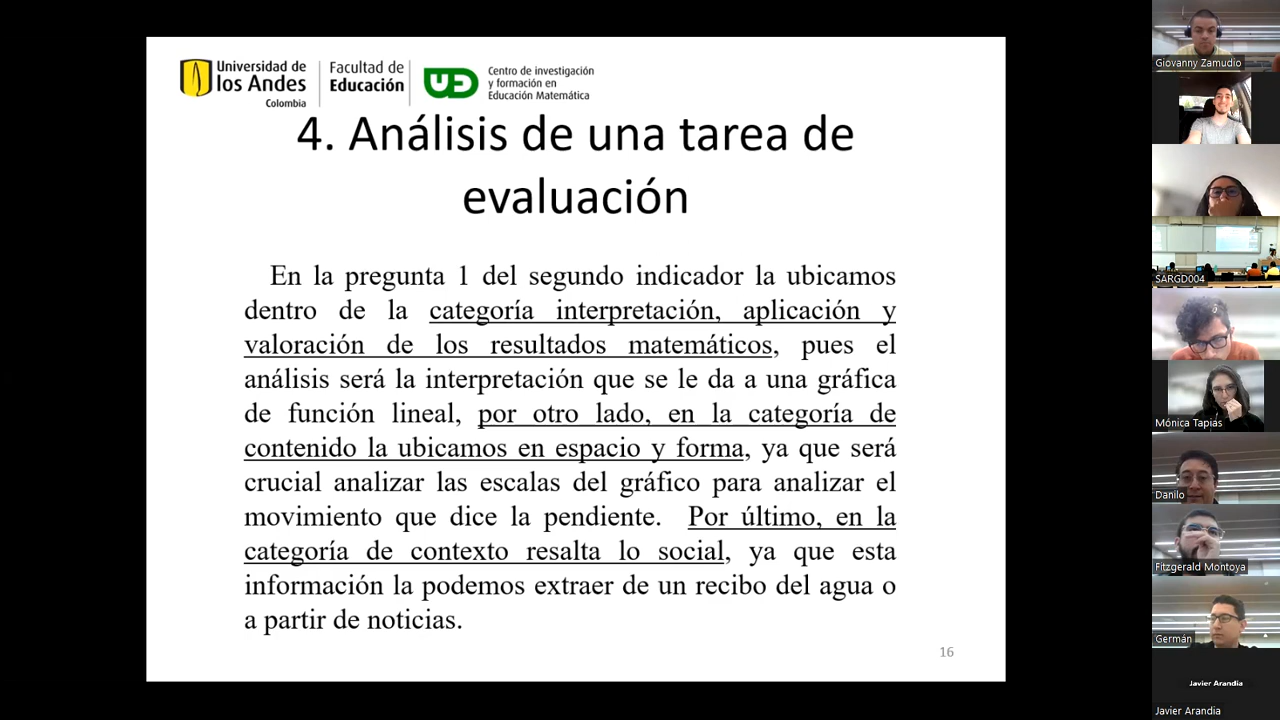 Universidad de
los Andes
Colombia
Facultad de
Educación
UED
Centro de investigación
y formación en
Educación Matemática
4. Análisis de una tarea de
evaluación
En la pregunta 1 del segundo indicador la ubicamos
dentro de la categoría interpretación, aplicación y
valoración de los resultados matemáticos, pues el
análisis será la interpretación que se le da a una gráfica
de función lineal, por otro lado, en la categoría de
contenido la ubicamos en espacio y forma, ya que será
crucial analizar las escalas del gráfico para analizar el
movimiento que dice la pendiente. Por último, en la
categoría de contexto resalta lo social, ya que esta
información la podemos extraer de un recibo del agua o
a partir de noticias.
16
Giovanny Zamudio
SARGD004
Mónica Tapias
Danilo
Fitzgerald Montoya
Germán
Javier Arandia
Javier Arandia